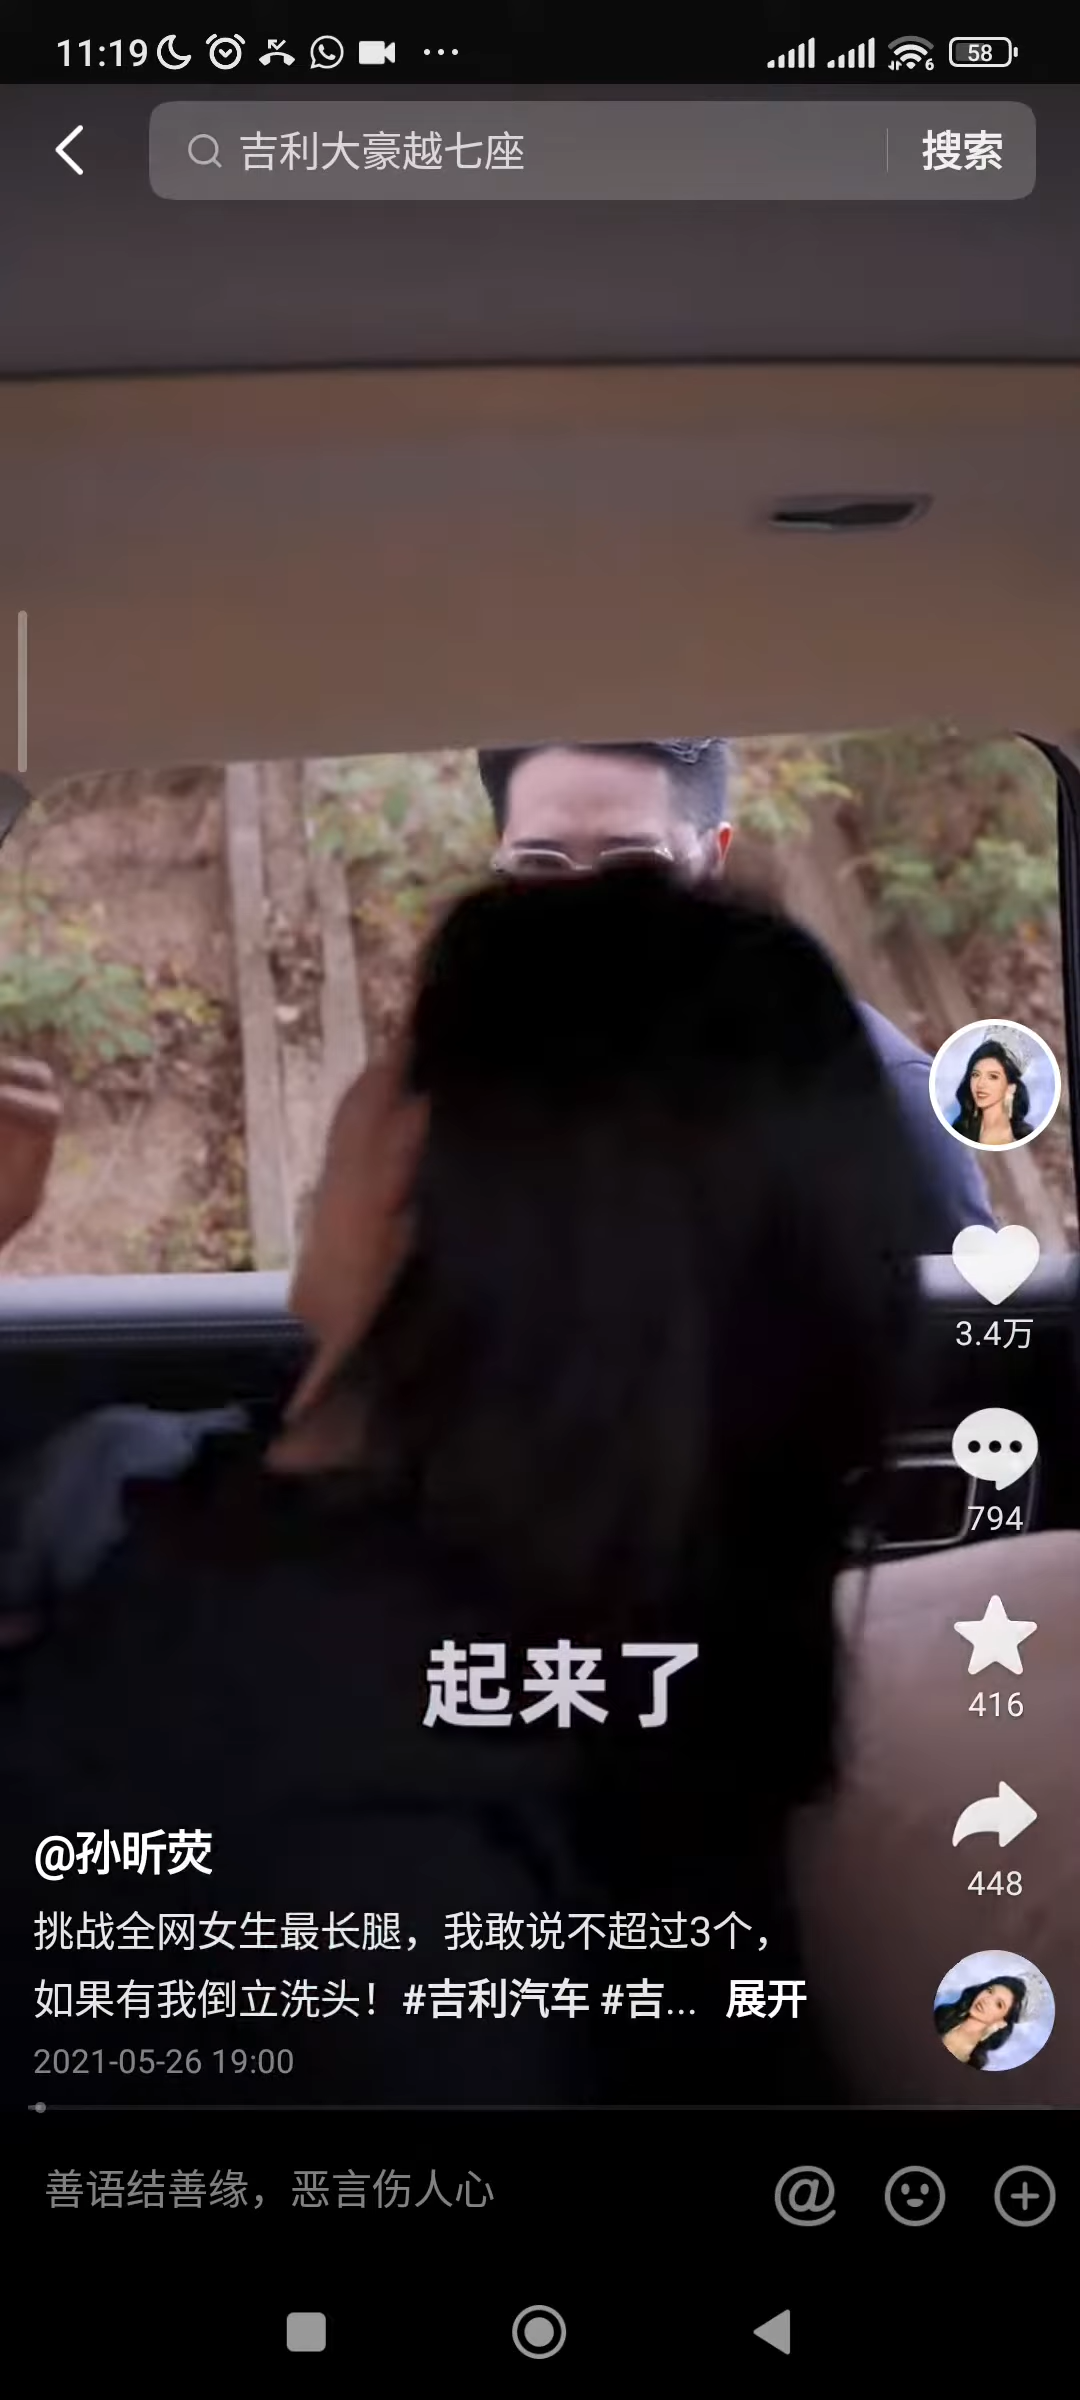 11:19
58
吉利大豪越七座
搜索
3.4万
794
起来了
416
448
@孙昕荧
挑战全网女生最长腿，我敢说不超过3个，
如果有我倒立洗头！#吉利汽车 #吉... 展开
2021-05-26 19:00
善语结善缘，恶言伤人心